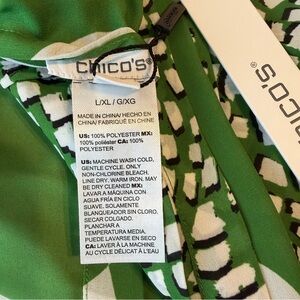 chico's®
L/XL / G/XG
MADE IN CHINA/ HECHO EN
CHINA/ FABRIQUÉ EN CHINE
US: 100% POLYESTER MX:
100% poliéster CA: 100%
POLYESTER
US: MACHINE WASH COLD,
GENTLE CYCLE. ONLY
NON-CHLORINE BLEACH.
LINE DRY. WARM IRON. MAY
BE DRY CLEANED MX:
LAVAR A MÁQUINA CON
AGUA FRÍA EN CICLO
SUAVE. SOLAMENTE
BLANQUEADOR SIN CLORO.
SECAR COLGADO.
PLANCHAR A
TEMPERATURA MEDIA.
PUEDE LAVARSE EN SECO
CA: LAVER À LA MACHINE
AU CYCLE DÉLICAT À L'EAU
CHICO'S®